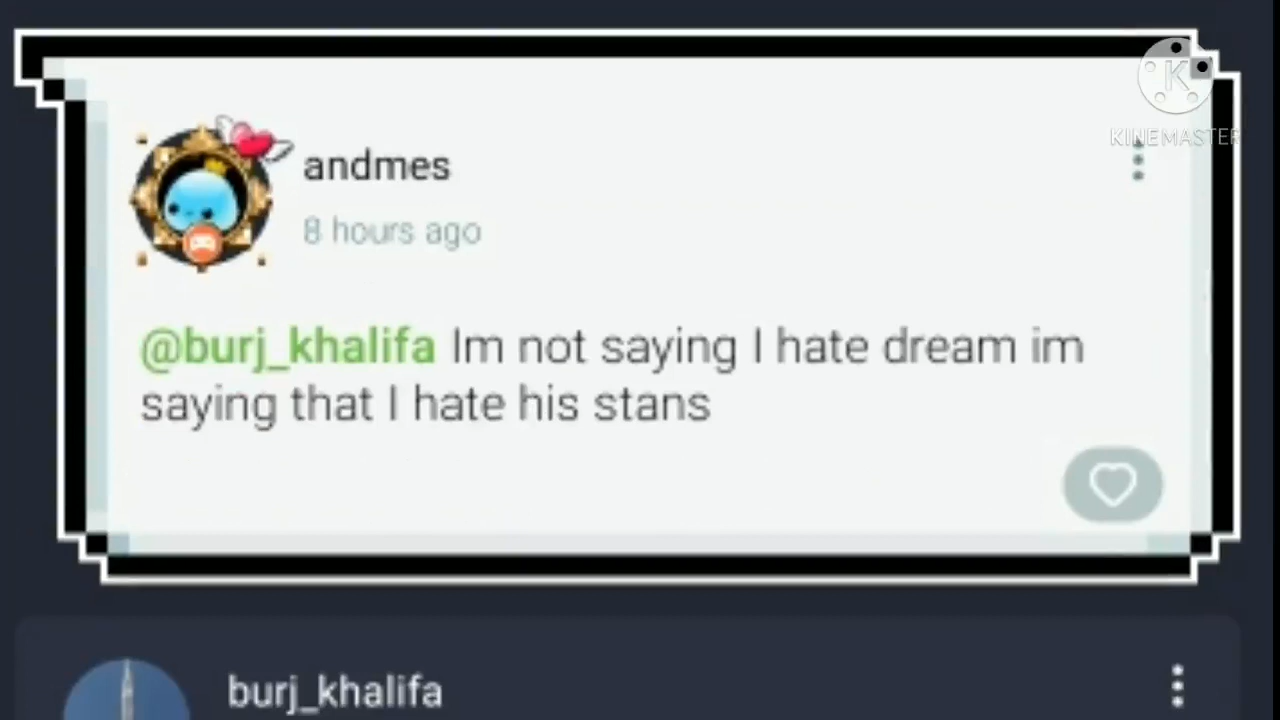 KINEMASTER
andmes
8 hours ago
@burj_khalifa Im not saying I hate dream im
saying that I hate his stans
burj_khalifa